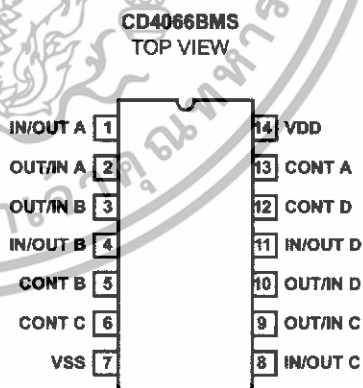 CD4066BMS
TOP VIEW
IN/OUT A 1
OUT/IN A 2
OUT/IN B 3
IN/OUT B 4
CONT B 5
CONT C 6
VSS 7
14 VDD
13 CONT A
12 CONT D
11 IN/OUT D
10 OUT/IN D
9 OUT/IN C
8 IN/OUT C